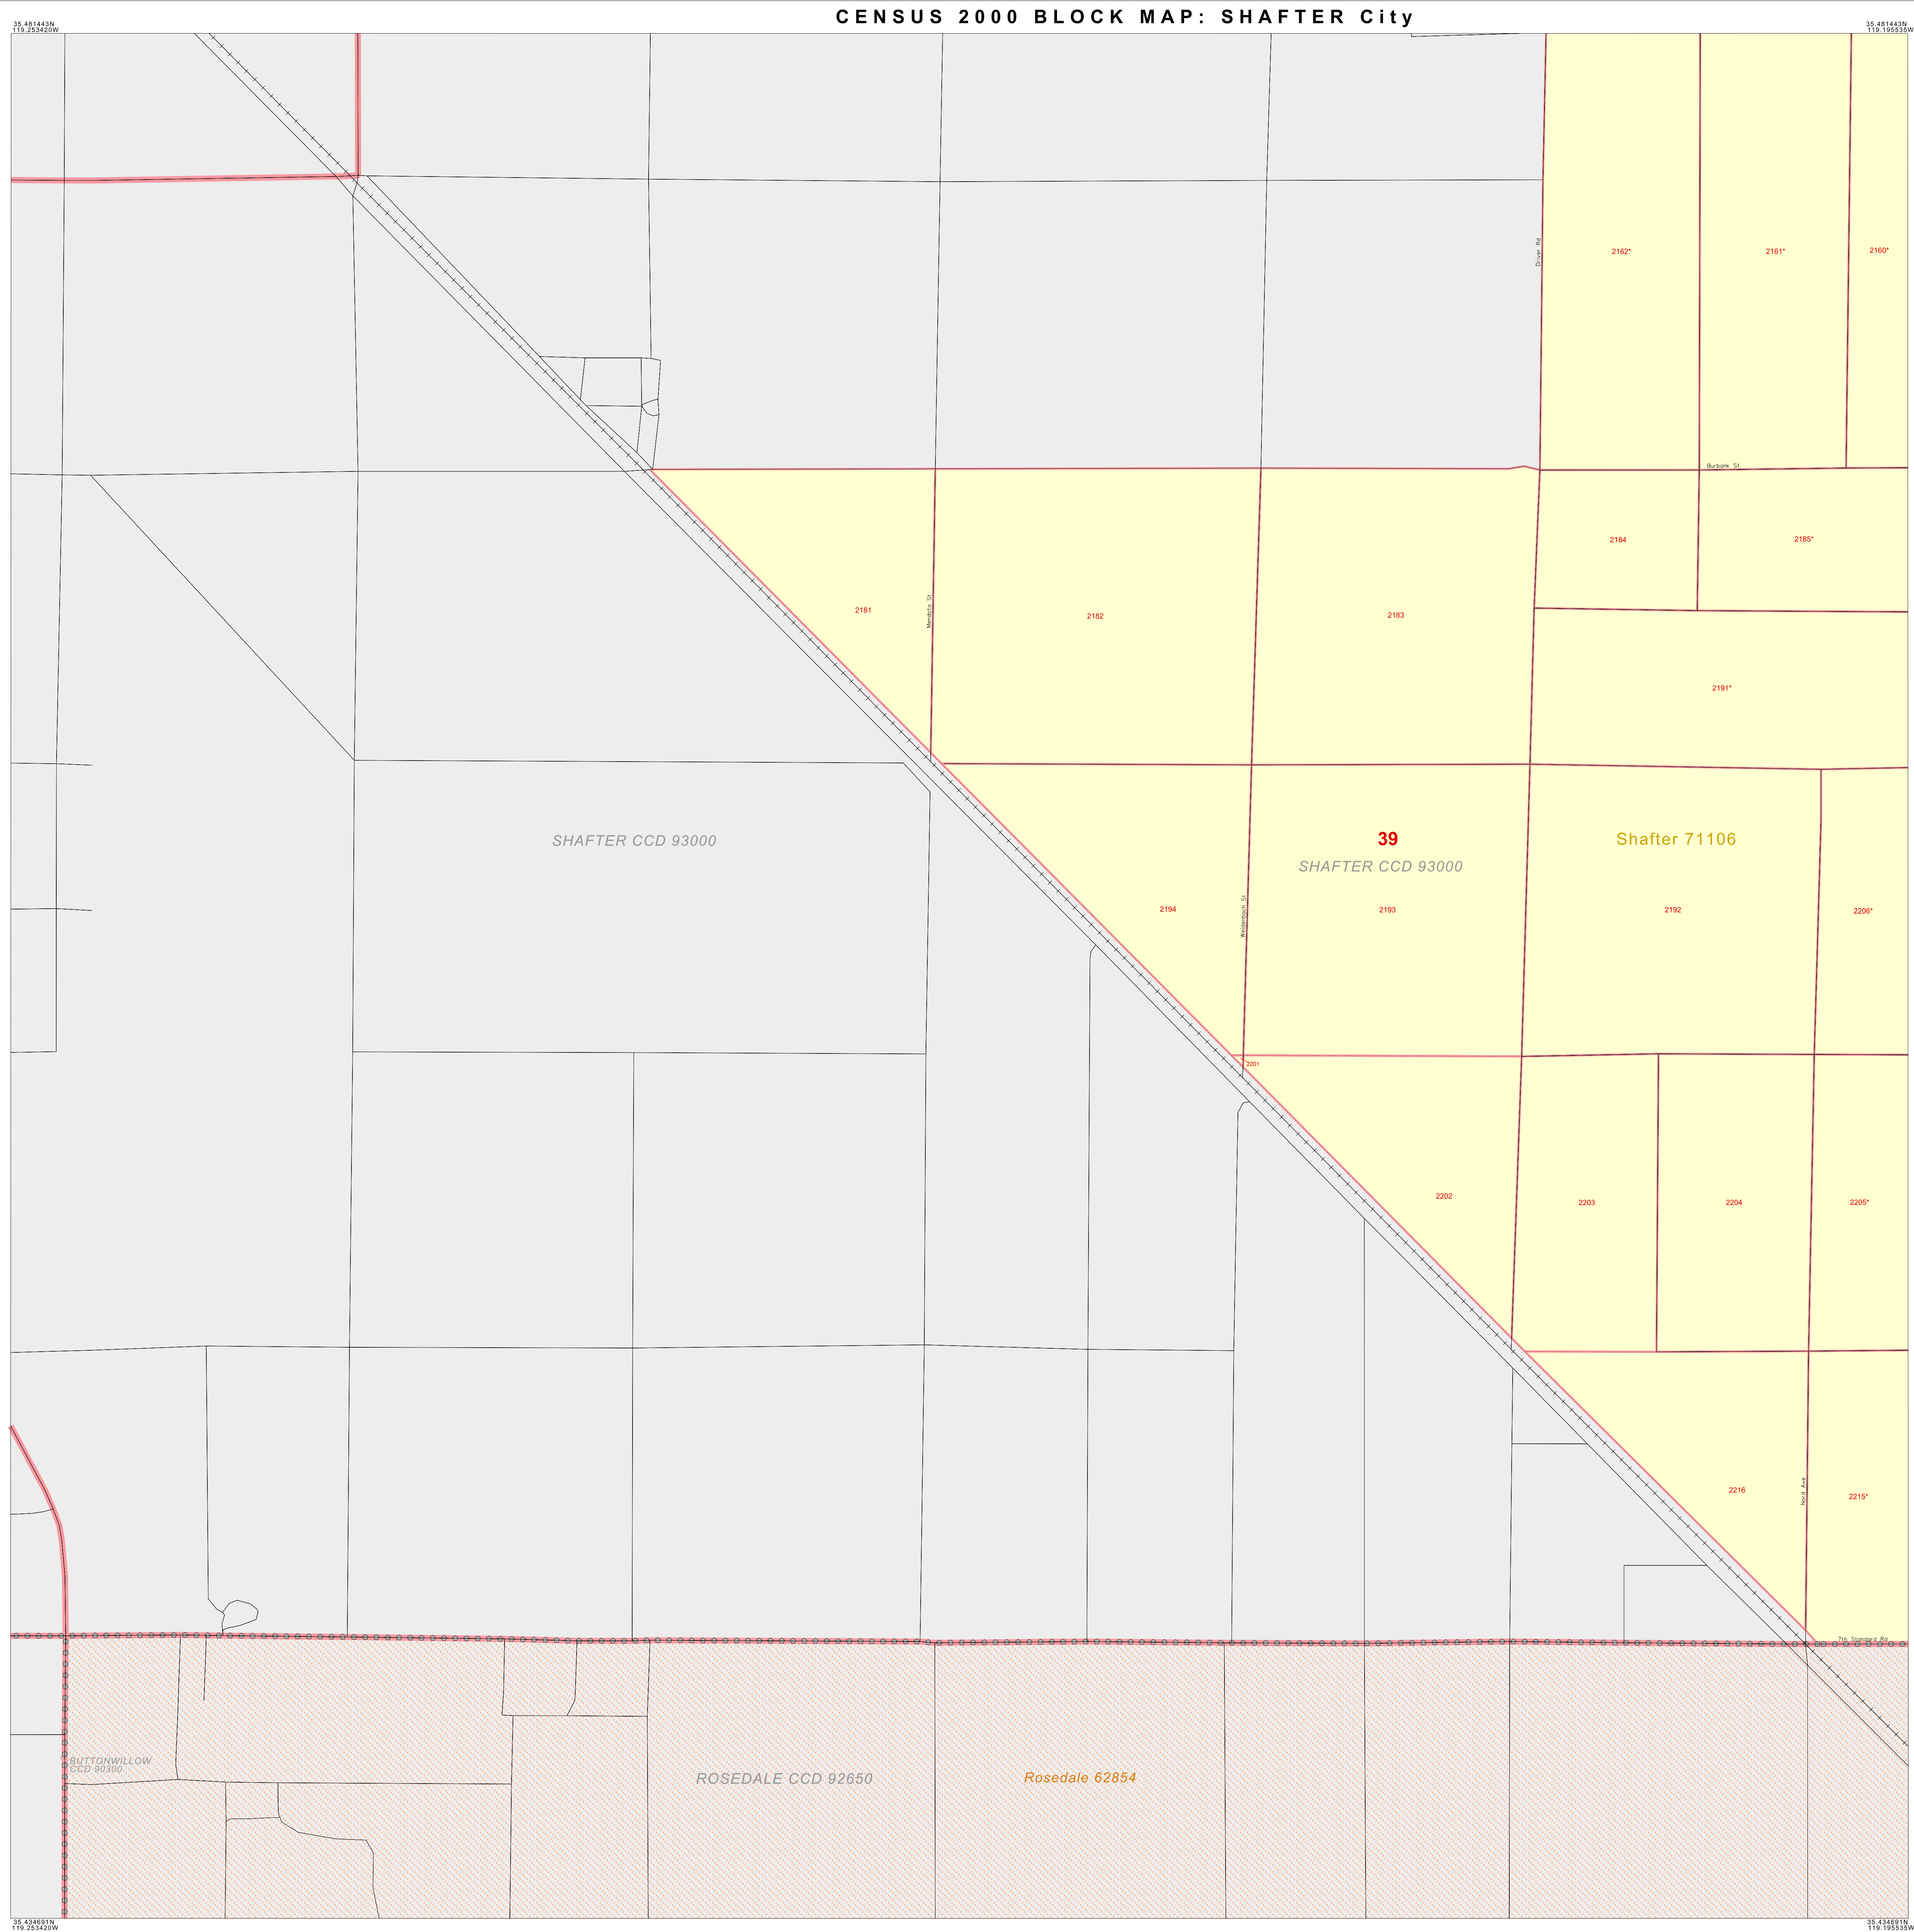 CENSUS 2000 BLOCK MAP: SHAFTER City
35.481443N
119.253420W
35.481443N
119.195535W
Driver Rd
2162*
2161*
2160*
Burbank St
2184
2185*
2181
Mendota St
2182
2183
2191*
SHAFTER CCD 93000
39
SHAFTER CCD 93000
Shafter 71106
2194
Weidenbach St
2193
2192
2206*
2201
2202
2203
2204
2205*
2216
Nord Ave
2215*
7th Standard Rd
BUTTONWILLOW
CCD 90300
ROSEDALE CCD 92650
Rosedale 62854
35.434691N
119.253420W
35.434691N
119.195535W